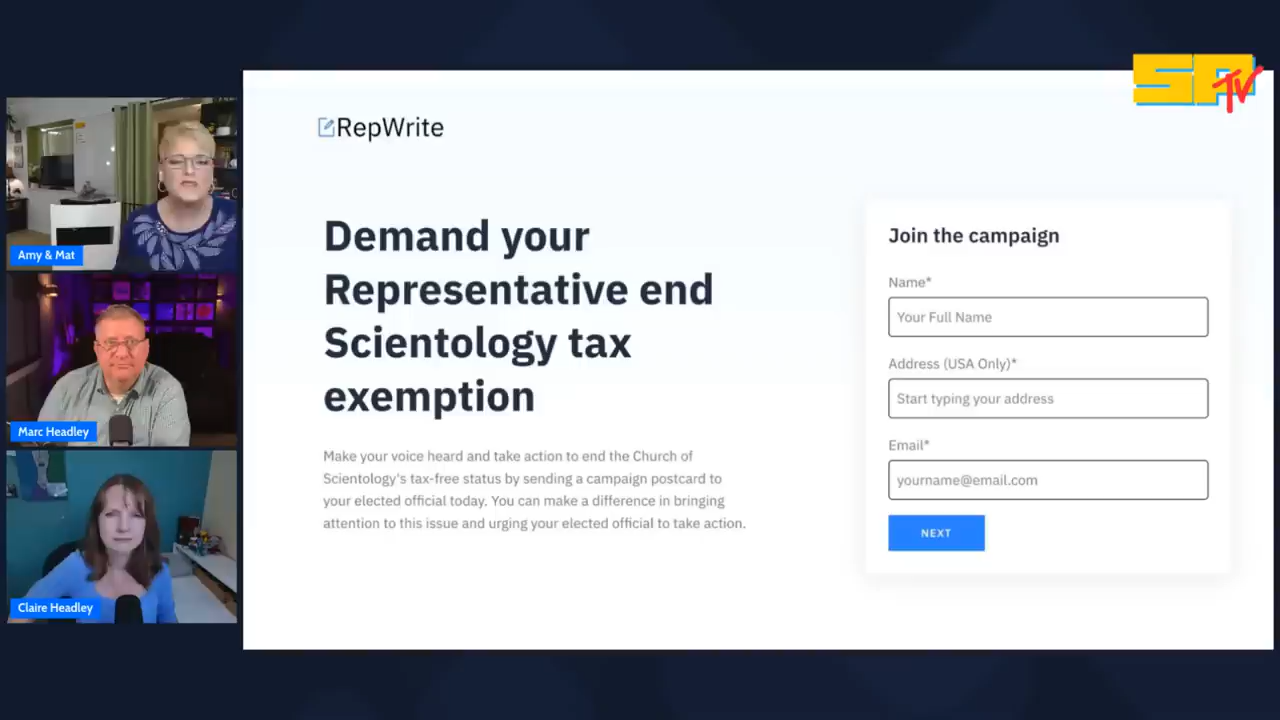 SPTV
RepWrite
Demand your
Representative end
Scientology tax
exemption
Make your voice heard and take action to end the Church of
Scientology's tax-free status by sending a campaign postcard to
your elected official today. You can make a difference in bringing
attention to this issue and urging your elected official to take action.
Join the campaign
Name*
Your Full Name
Address (USA Only)*
Start typing your address
Email*
yourname@email.com
NEXT
Amy & Mat
Marc Headley
Claire Headley